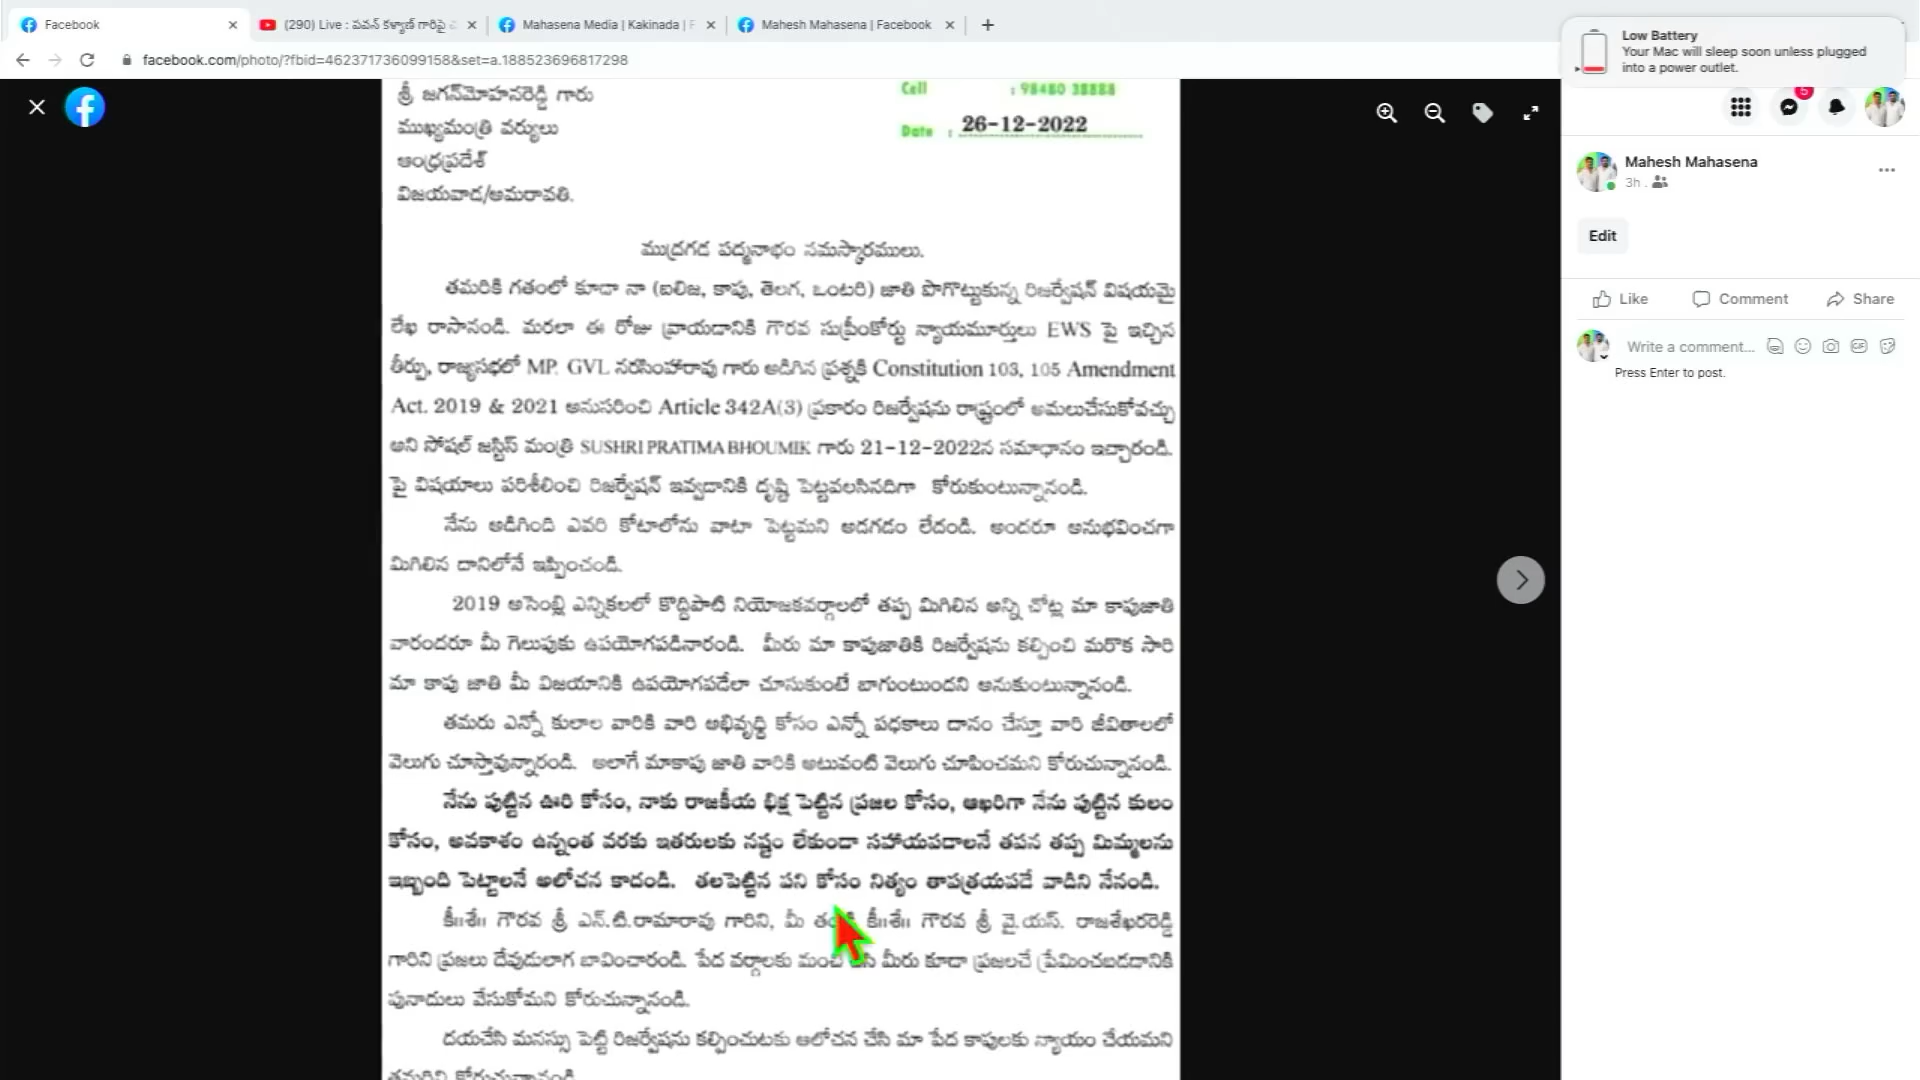 Facebook
(290) Live : పవన్ కళ్యాణ్ గారిపై
Mahasena Media | Kakinada | F
Mahesh Mahasena | Facebook
facebook.com/photo/?fbid=462371736099158&set=a.188523696817298
Low Battery
Your Mac will sleep soon unless plugged
into a power outlet.
5
శ్రీ జగన్‌మోహనరెడ్డి గారు
Cell : 98480 38888
ముఖ్యమంత్రి వర్యులు
Date : 26-12-2022
ఆంధ్రప్రదేశ్
విజయవాడ/అమరావతి.
ముద్రగడ పద్మనాభం నమస్కారములు.
తమరికి గతంలో కూడా నా (బలిజ, కాపు, తెలగ, ఒంటరి) జాతి పోగొట్టుకున్న రిజర్వేషన్ విషయమై
లేఖ రాసానండి. మరలా ఈ రోజు వ్రాయడానికి గౌరవ సుప్రీంకోర్టు న్యాయమూర్తులు EWS పై ఇచ్చిన
తీర్పు, రాజ్యసభలో MP. GVL నరసింహారావు గారు అడిగిన ప్రశ్నకి Constitution 103, 105 Amendment
Act. 2019 & 2021 అనుసరించి Article 342A(3) ప్రకారం రిజర్వేషను రాష్ట్రంలో అమలుచేసుకోవచ్చు
అని సోషల్ జస్టిస్ మంత్రి SUSHRI PRATIMA BHOUMIK గారు 21-12-2022న సమాధానం ఇచ్చారండి.
పై విషయాలు పరిశీలించి రిజర్వేషన్ ఇవ్వడానికి దృష్టి పెట్టవలసినదిగా కోరుకుంటున్నానండి.
నేను అడిగింది ఎవరి కోటాలోను వాటా పెట్టమని అడగడం లేదండి. అందరూ అనుభవించగా
మిగిలిన దానిలోనే ఇప్పించండి.
2019 అసెంబ్లి ఎన్నికలలో కొద్దిపాటి నియోజకవర్గాలలో తప్ప మిగిలిన అన్ని చోట్ల మా కాపుజాతి
వారందరూ మీ గెలుపుకు ఉపయోగపడినారండి. మీరు మా కాపుజాతికి రిజర్వేషను కల్పించి మరొక సారి
మా కాపు జాతి మీ విజయానికి ఉపయోగపడేలా చూసుకుంటే బాగుంటుందని అనుకుంటున్నానండి.
తమరు ఎన్నో కులాల వారికి వారి అభివృద్ధి కోసం ఎన్నో పధకాలు దానం చేస్తూ వారి జీవితాలలో
వెలుగు చూస్తావున్నారండి. అలాగే మాకాపు జాతి వారికి అటువంటి వెలుగు చూపించమని కోరుచున్నానండి.
నేను పుట్టిన ఊరి కోసం, నాకు రాజకీయ భిక్ష పెట్టిన ప్రజల కోసం, ఆఖరిగా నేను పుట్టిన కులం
కోసం, అవకాశం ఉన్నంత వరకు ఇతరులకు నష్టం లేకుండా సహాయపడాలనే తపన తప్ప మిమ్మలను
ఇబ్బంది పెట్టాలనే ఆలోచన కాదండి. తలపెట్టిన పని కోసం నిత్యం తాపత్రయపడే వాడిని నేనండి.
కీ॥శే॥ గౌరవ శ్రీ ఎన్.టి.రామారావు గారిని, మీ కీ॥శే॥ గౌరవ శ్రీ వై.యస్. రాజశేఖరరెడ్డి
గారిని ప్రజలు దేవుడులాగ బావించారండి. పేద వర్గాలకు మంచి మీరు కూడా ప్రజలచే ప్రేమించబడడానికి
పునాదులు వేసుకోమని కోరుచున్నానండి.
దయచేసి మనస్సు పెట్టి రిజర్వేషను కల్పించుటకు ఆలోచన చేసి మా పేద కాపులకు న్యాయం చేయమని
తమరిని కోరుచున్నానండి.
Mahesh Mahasena
3h .
Edit
Like Comment Share
Write a comment...
GIF
Press Enter to post.